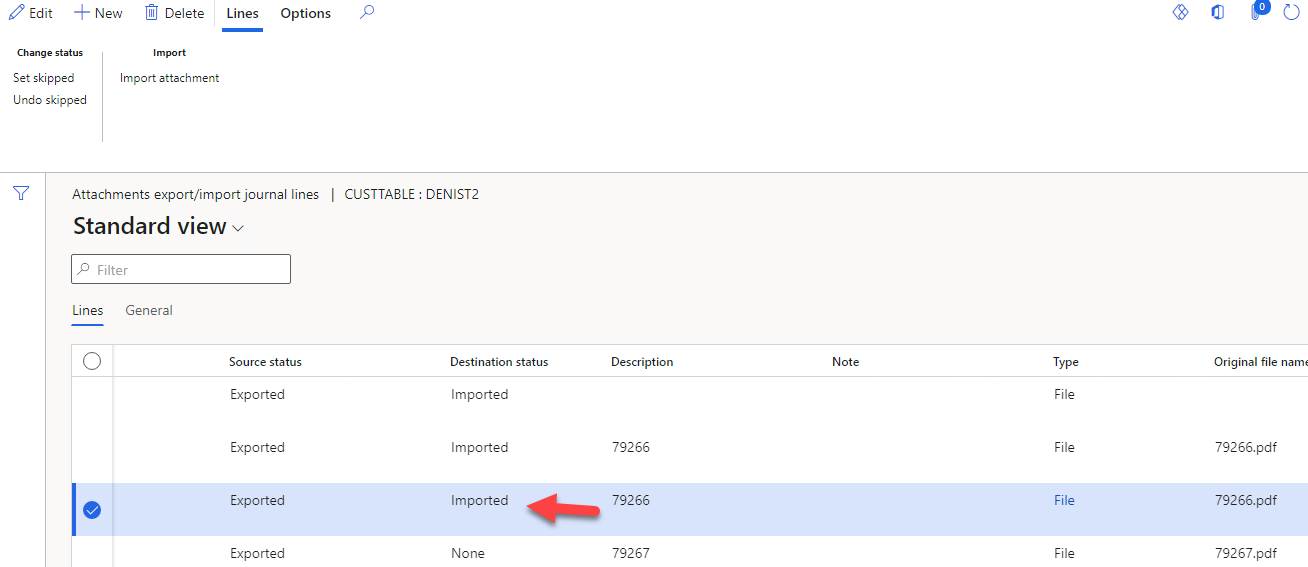 Edit New Delete Lines Options 0
Change status Import
Set skipped Import attachment
Undo skipped
Attachments export/import journal lines | CUSTTABLE : DENIST2
Standard view
Filter
Lines General
Source status Destination status Description Note Type Original file name
Exported Imported File
Exported Imported 79266 File 79266.pdf
Exported Imported 79266 File 79266.pdf
Exported None 79267 File 79267.pdf